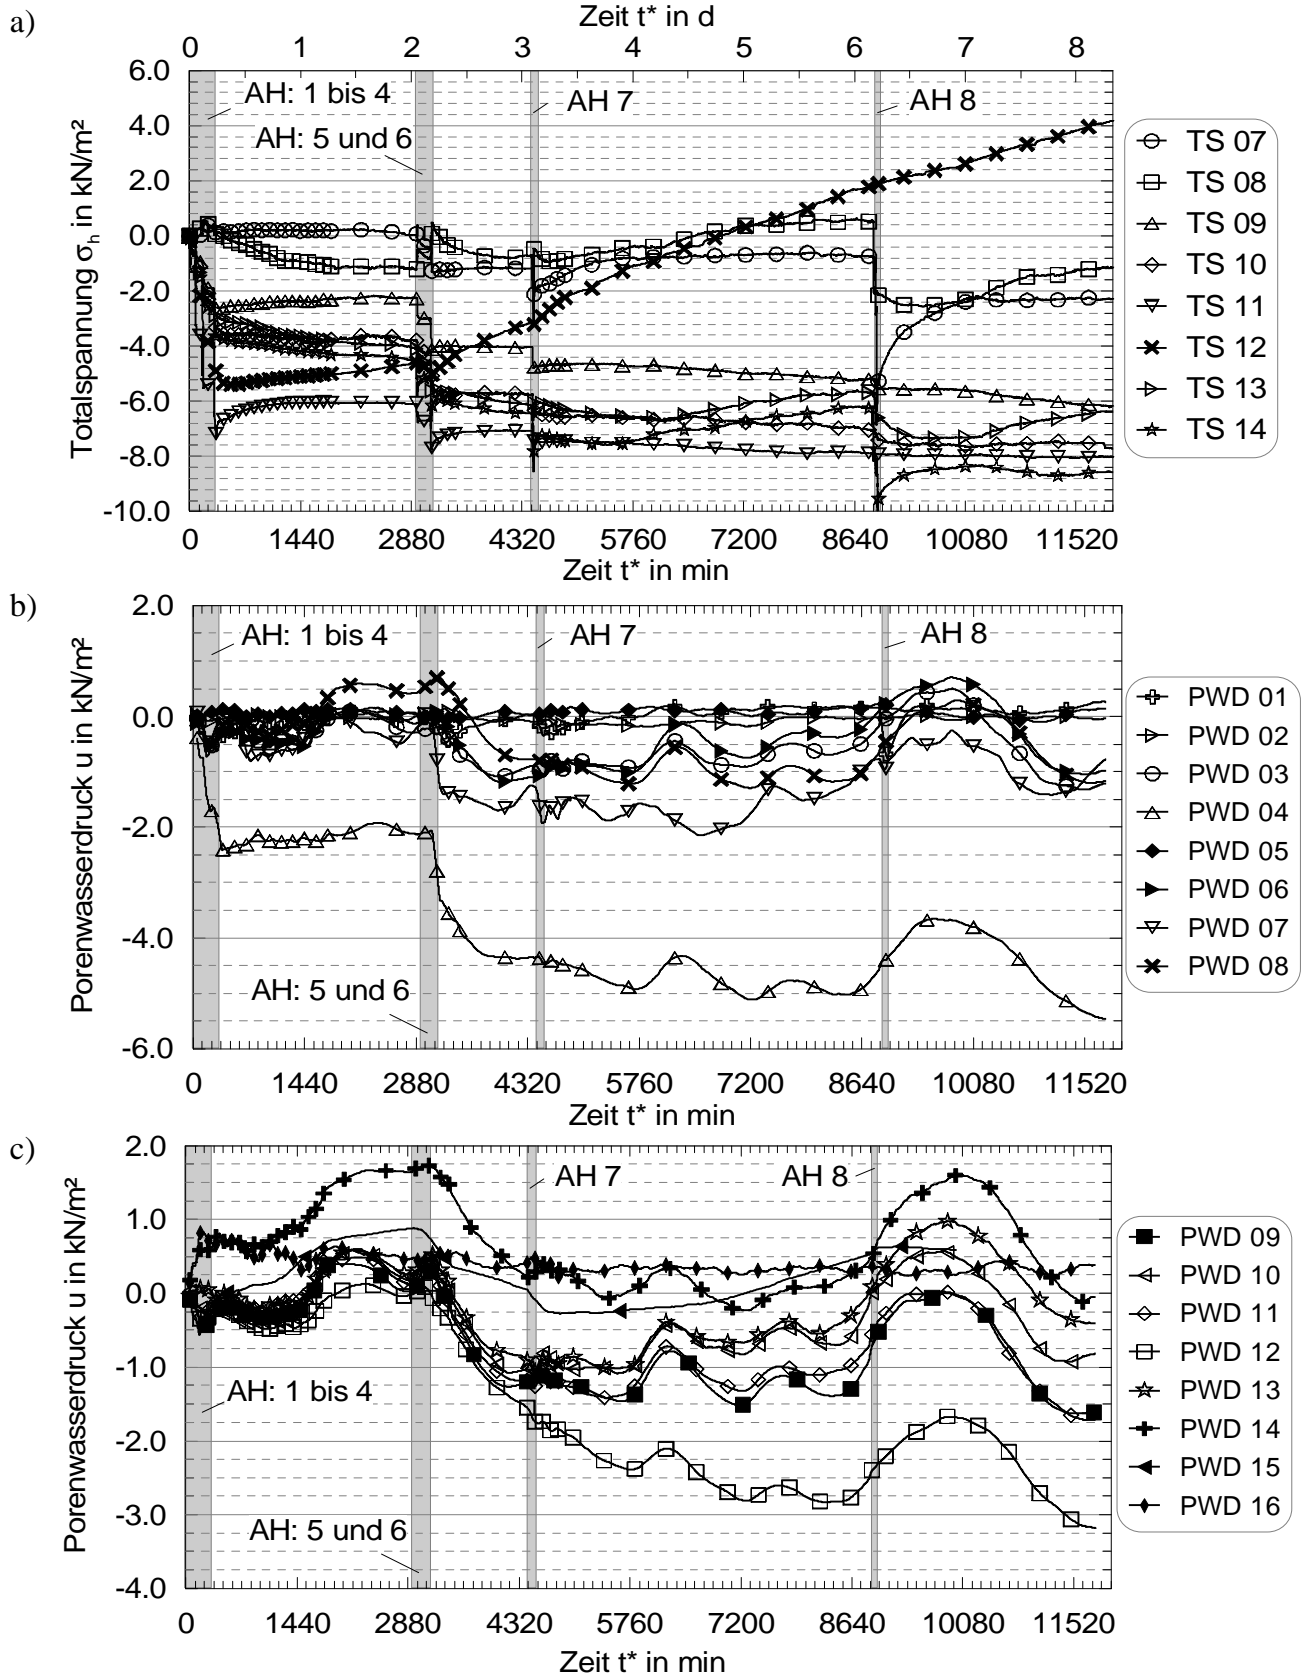 a)
Zeit t* in d
0 1 2 3 4 5 6 7 8
6.0
4.0
2.0
0.0
-2.0
-4.0
-6.0
-8.0
-10.0
Totalspannung σh in kN/m²
AH: 1 bis 4
AH: 5 und 6
AH 7
AH 8
TS 07
TS 08
TS 09
TS 10
TS 11
TS 12
TS 13
TS 14
0 1440 2880 4320 5760 7200 8640 10080 11520
Zeit t* in min
b)
2.0
0.0
-2.0
-4.0
-6.0
Porenwasserdruck u in kN/m²
AH: 1 bis 4
AH 7
AH 8
AH: 5 und 6
PWD 01
PWD 02
PWD 03
PWD 04
PWD 05
PWD 06
PWD 07
PWD 08
0 1440 2880 4320 5760 7200 8640 10080 11520
Zeit t* in min
c)
2.0
1.0
0.0
-1.0
-2.0
-3.0
-4.0
Porenwasserdruck u in kN/m²
AH 7
AH 8
AH: 1 bis 4
AH: 5 und 6
PWD 09
PWD 10
PWD 11
PWD 12
PWD 13
PWD 14
PWD 15
PWD 16
0 1440 2880 4320 5760 7200 8640 10080 11520
Zeit t* in min